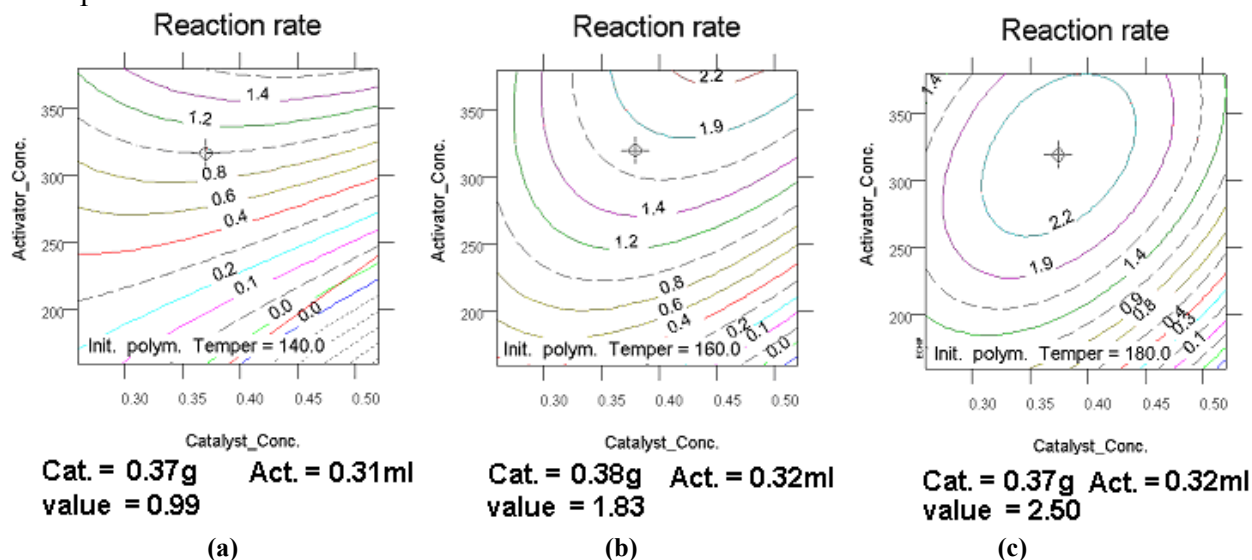 Reaction rate
1.4
1.2
0.8
0.6
0.4
0.2
0.1
0.0
0.0
350
300
250
200
Activator_Conc.
Init. polym. Temper = 140.0
0.30 0.35 0.40 0.45 0.50
Catalyst_Conc.
Cat. = 0.37g Act. = 0.31ml
value = 0.99
(a)
Reaction rate
2.2
1.9
1.4
1.2
0.8
0.6
0.4
0.2
0.1
0.0
350
300
250
200
Activator_Conc.
Init. polym. Temper = 160.0
0.30 0.35 0.40 0.45 0.50
Catalyst_Conc.
Cat. = 0.38g Act. = 0.32ml
value = 1.83
(b)
Reaction rate
1.4
2.2
1.9
1.4
0.9
0.8
0.4
0.3
0.1
350
300
250
200
Activator_Conc.
ECHIP
Init. polym. Temper = 180.0
0.30 0.35 0.40 0.45 0.50
Catalyst_Conc.
Cat. = 0.37g Act. = 0.32ml
value = 2.50
(c)